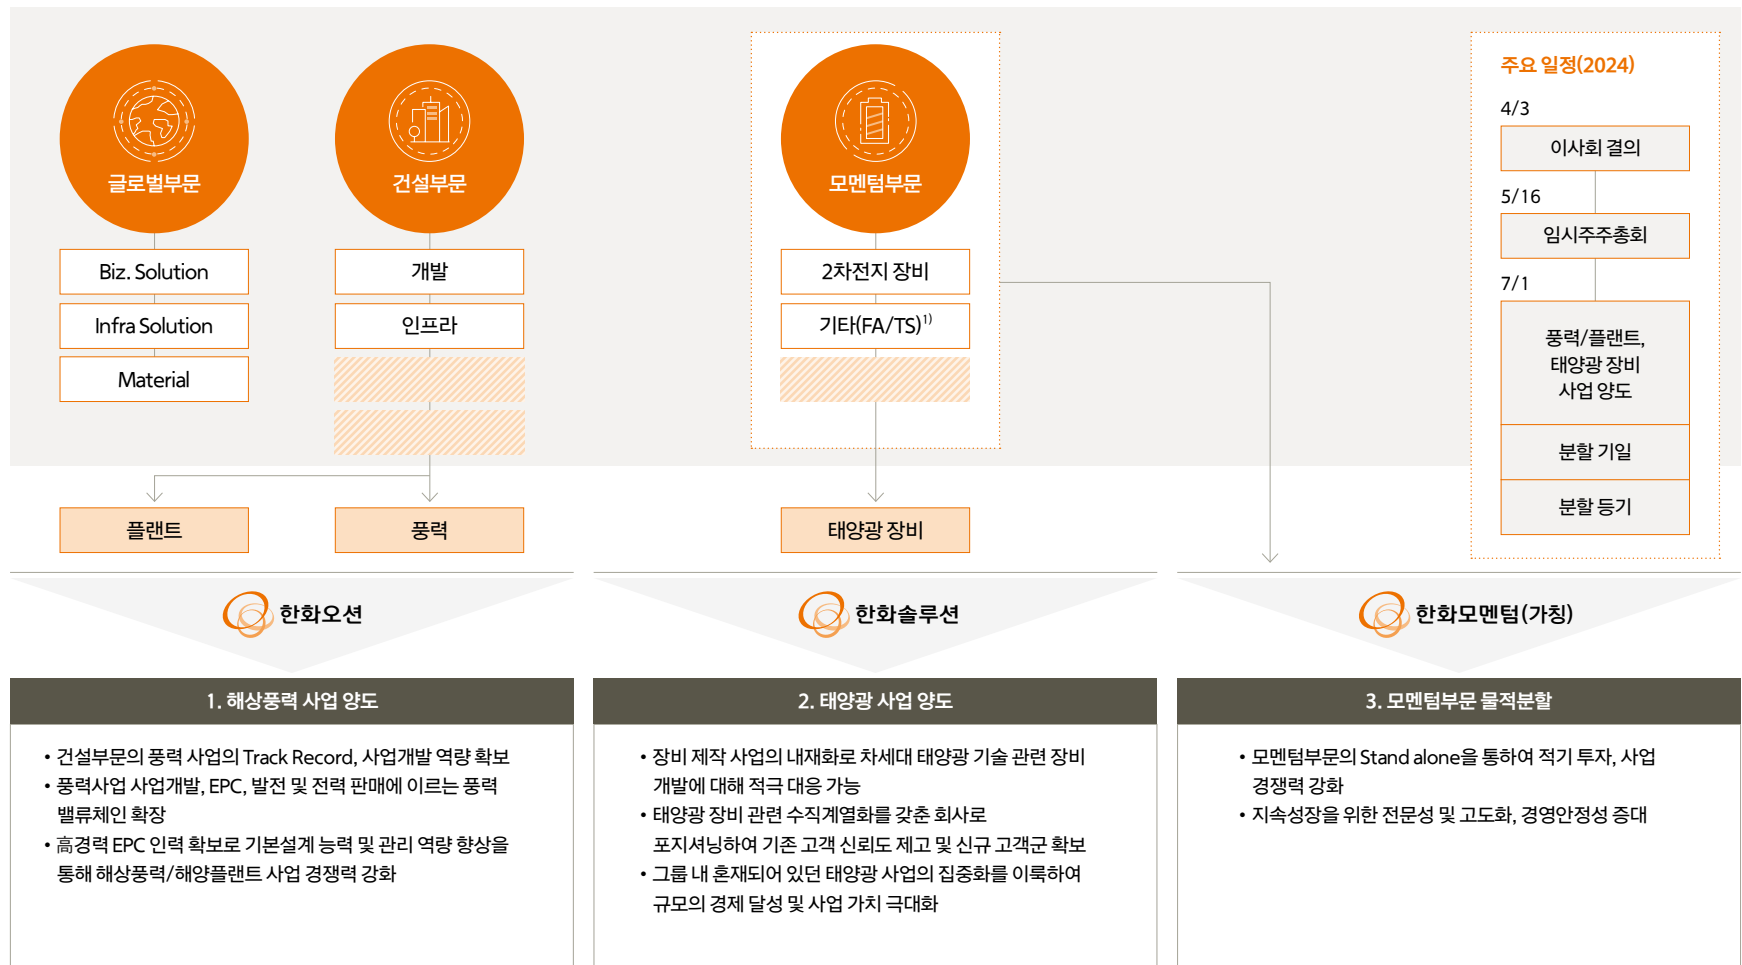 글로벌부문
Biz. Solution
Infra Solution
Material
건설부문
개발
인프라
모멘텀부문
2차전지 장비
기타(FA/TS)1)
주요 일정(2024)
4/3
이사회 결의
5/16
임시주주총회
7/1
풍력/플랜트,
태양광 장비
사업 양도
분할 기일
분할 등기
플랜트
풍력
태양광 장비
한화오션
1. 해상풍력 사업 양도
• 건설부문의 풍력 사업의 Track Record, 사업개발 역량 확보
• 풍력사업 사업개발, EPC, 발전 및 전력 판매에 이르는 풍력
밸류체인 확장
• 高경력 EPC 인력 확보로 기본설계 능력 및 관리 역량 향상을
통해 해상풍력/해양플랜트 사업 경쟁력 강화
한화솔루션
2. 태양광 사업 양도
• 장비 제작 사업의 내재화로 차세대 태양광 기술 관련 장비
개발에 대해 적극 대응 가능
• 태양광 장비 관련 수직계열화를 갖춘 회사로
포지셔닝하여 기존 고객 신뢰도 제고 및 신규 고객군 확보
• 그룹 내 혼재되어 있던 태양광 사업의 집중화를 이룩하여
규모의 경제 달성 및 사업 가치 극대화
한화모멘텀(가칭)
3. 모멘텀부문 물적분할
• 모멘텀부문의 Stand alone을 통하여 적기 투자, 사업
경쟁력 강화
• 지속성장을 위한 전문성 및 고도화, 경영안정성 증대